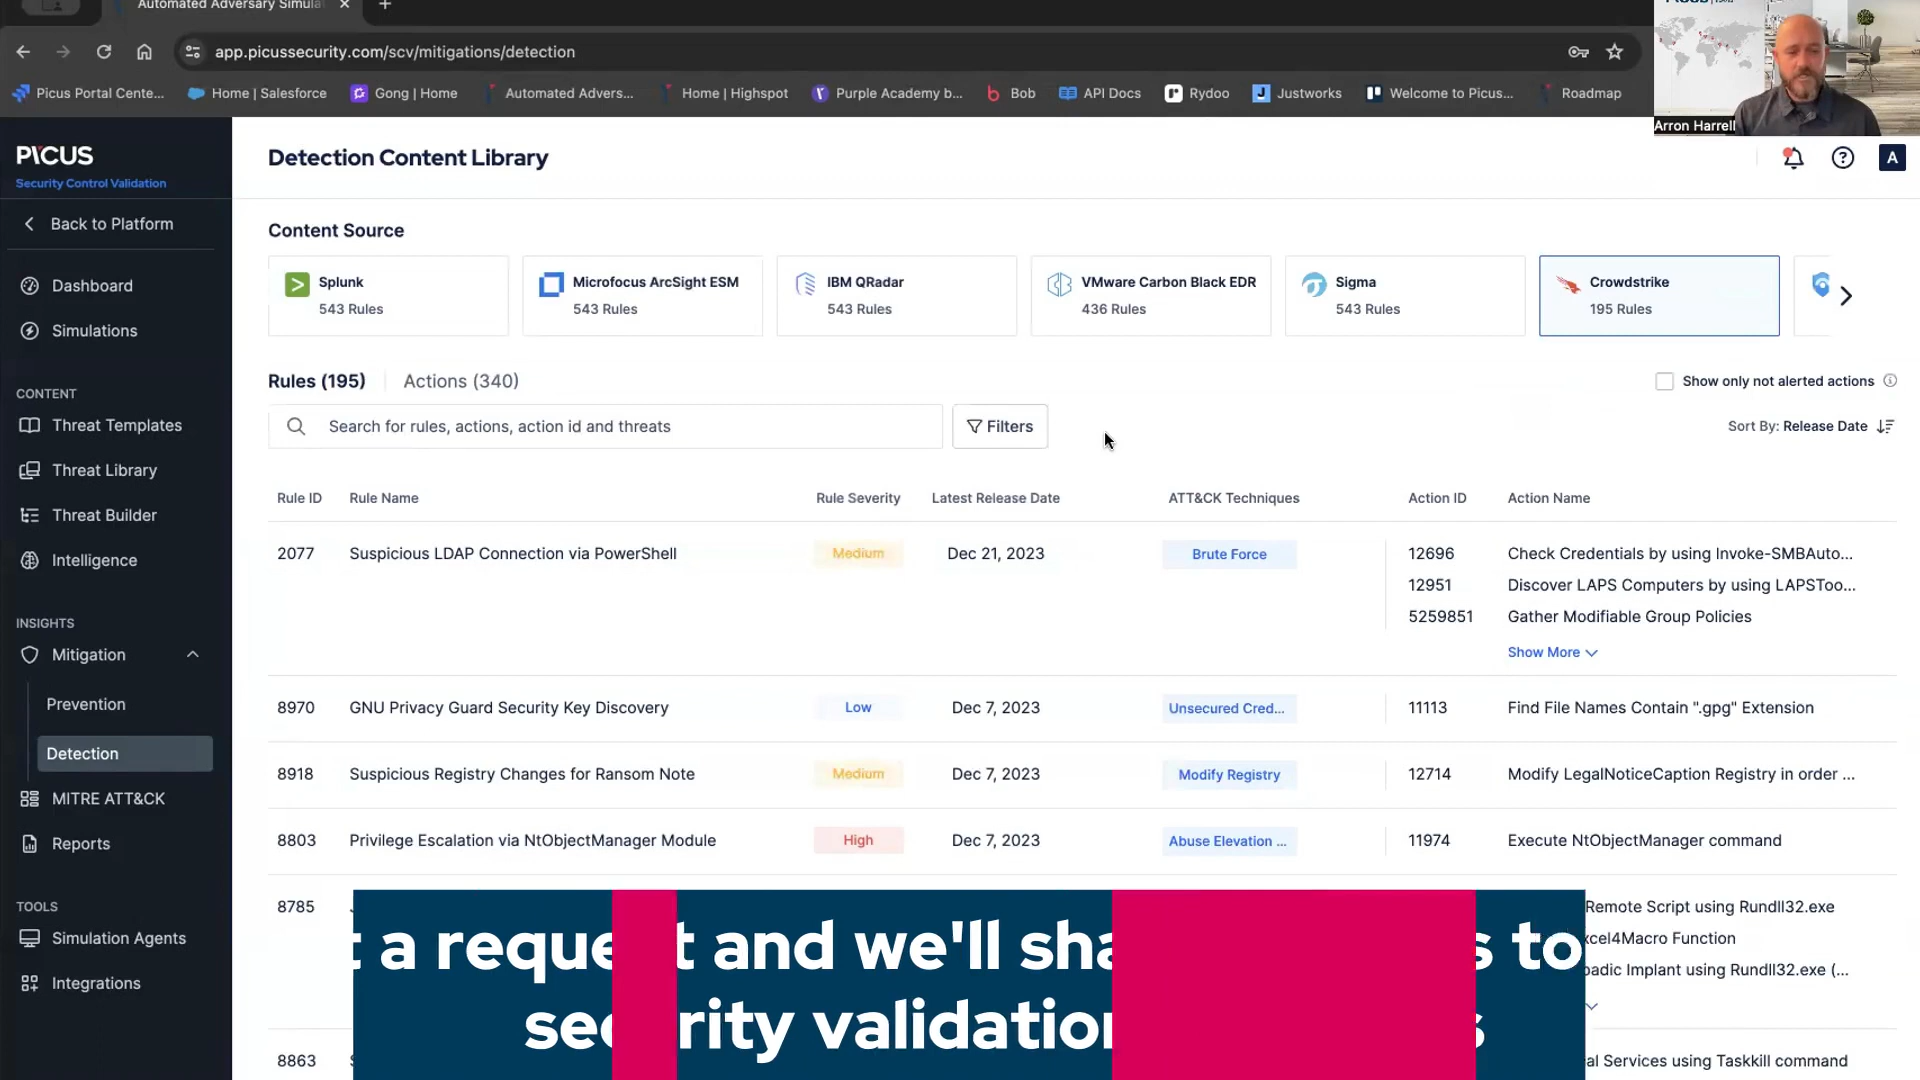 Automated Adversary Simula
app.picussecurity.com/scv/mitigations/detection
Picus Portal Cente...
Home | Salesforce
Gong | Home
Automated Advers...
Home | Highspot
Purple Academy b...
Bob
API Docs
Rydoo
Justworks
Welcome to Picus...
Roadmap
Arron Harrell
PICUS
Security Control Validation
Back to Platform
Dashboard
Simulations
CONTENT
Threat Templates
Threat Library
Threat Builder
Intelligence
INSIGHTS
Mitigation
Prevention
Detection
MITRE ATT&CK
Reports
TOOLS
Simulation Agents
Integrations
Detection Content Library
A
Content Source
Splunk
543 Rules
Microfocus ArcSight ESM
543 Rules
IBM QRadar
543 Rules
VMware Carbon Black EDR
436 Rules
Sigma
543 Rules
Crowdstrike
195 Rules
Rules (195)
Actions (340)
Show only not alerted actions
Search for rules, actions, action id and threats
Filters
Sort By: Release Date
Rule ID Rule Name Rule Severity Latest Release Date ATT&CK Techniques Action ID Action Name
2077 Suspicious LDAP Connection via PowerShell Medium Dec 21, 2023 Brute Force 12696 Check Credentials by using Invoke-SMBAuto...
12951 Discover LAPS Computers by using LAPSToo...
5259851 Gather Modifiable Group Policies
Show More
8970 GNU Privacy Guard Security Key Discovery Low Dec 7, 2023 Unsecured Cred... 11113 Find File Names Contain ".gpg" Extension
8918 Suspicious Registry Changes for Ransom Note Medium Dec 7, 2023 Modify Registry 12714 Modify LegalNoticeCaption Registry in order ...
8803 Privilege Escalation via NtObjectManager Module High Dec 7, 2023 Abuse Elevation ... 11974 Execute NtObjectManager command
8785 Remote Script using Rundll32.exe
Function
Implant using Rundll32.exe (...
8863 Services using Taskkill command
a reque t and we'll sha s to
sec rity validation s